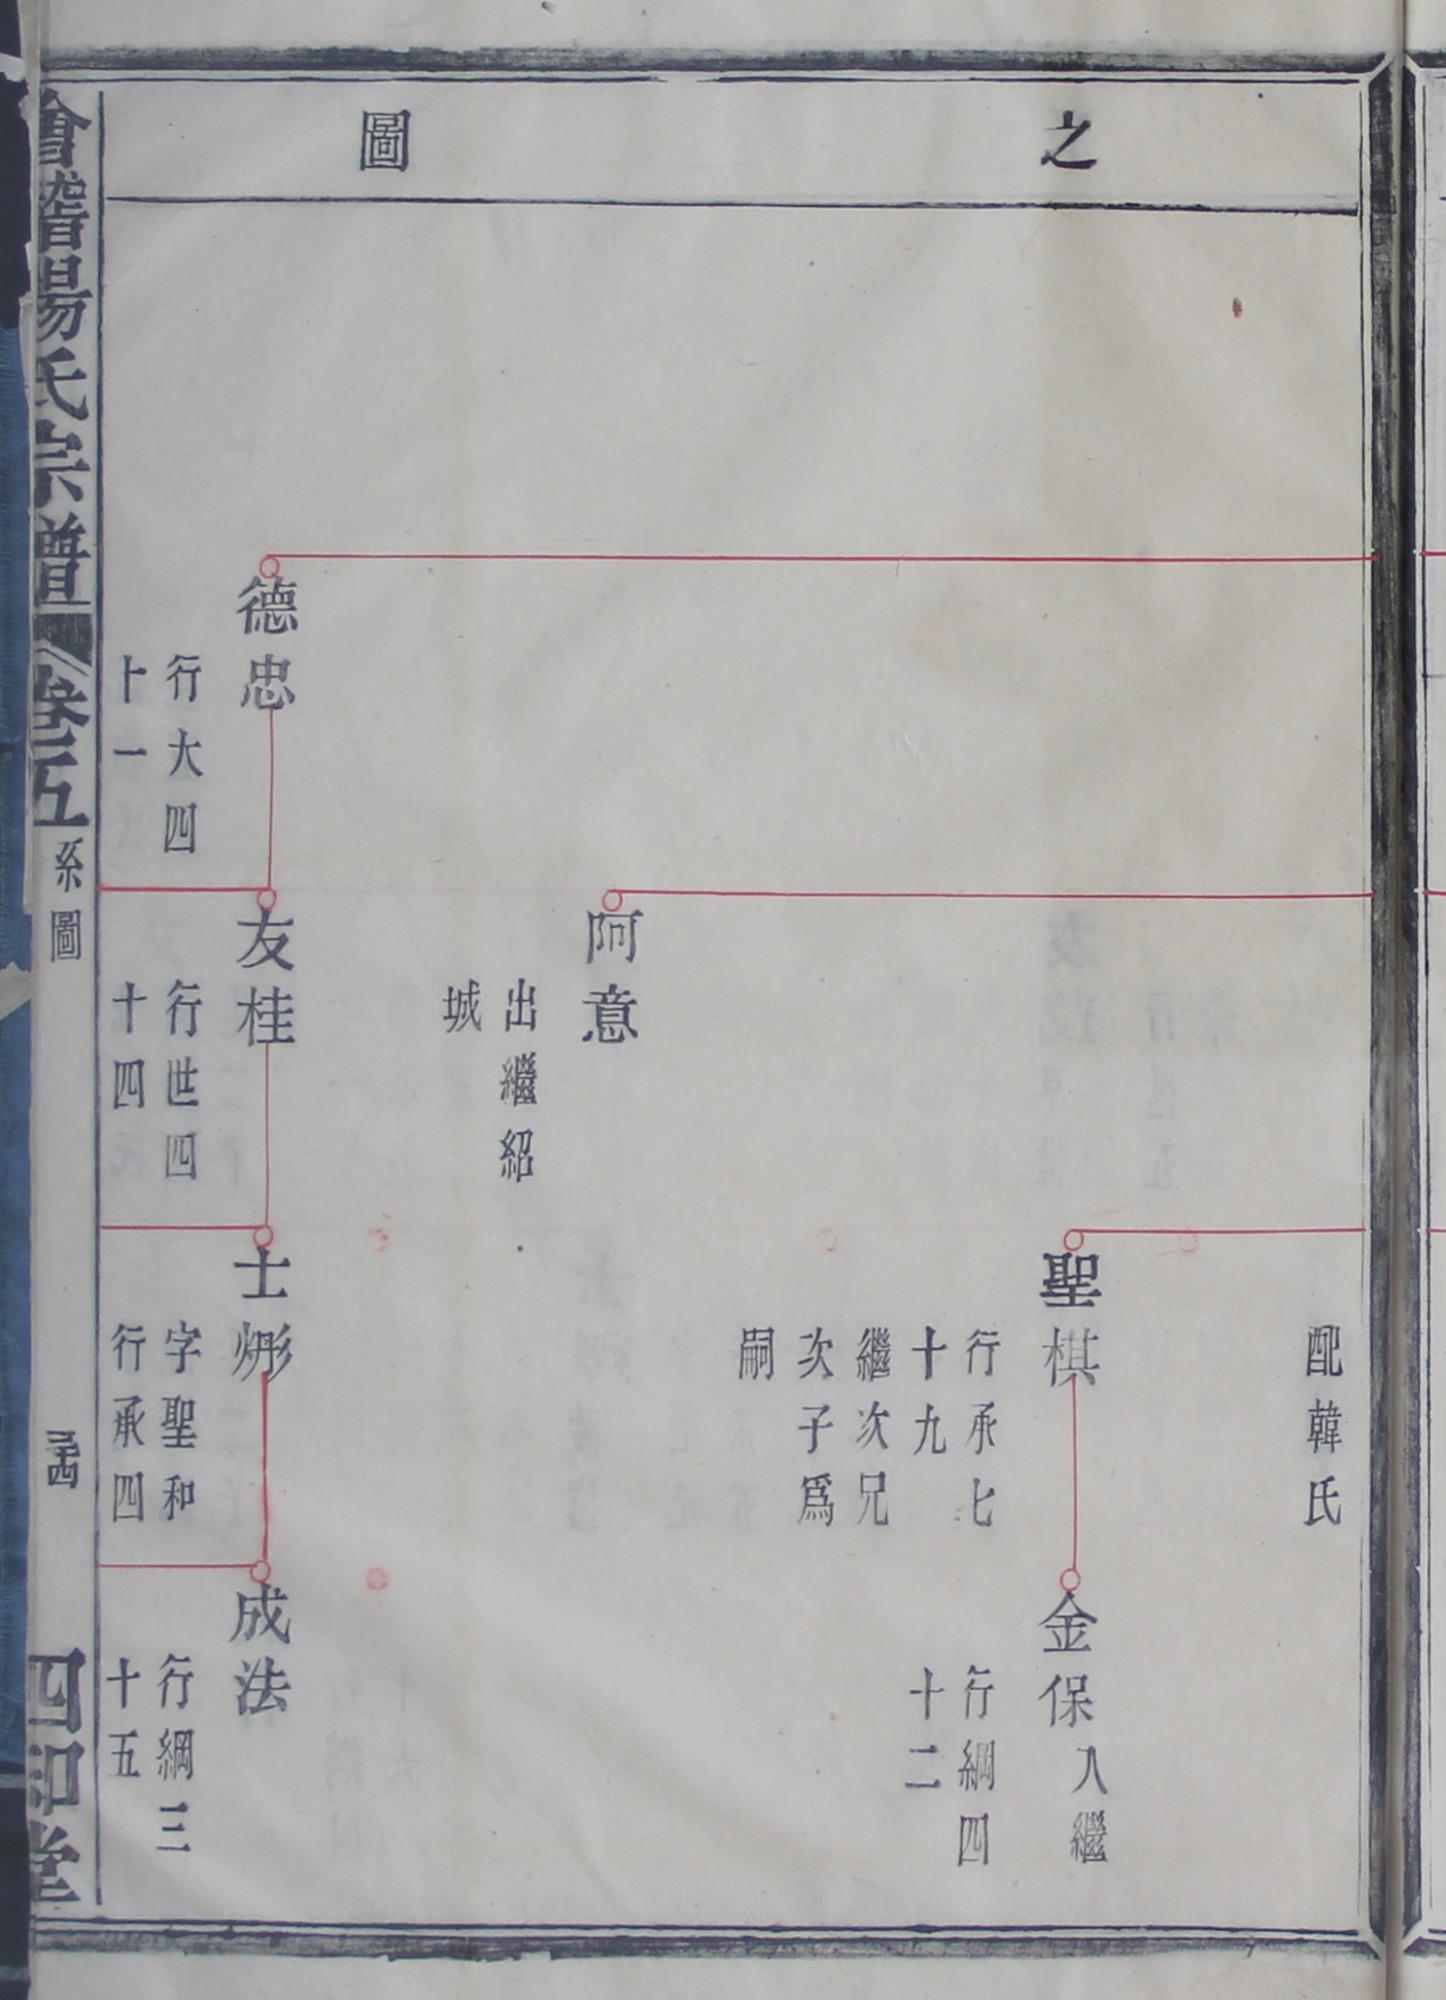 之
圖
配韓氏
聖棋
行承七
十九
繼次兄
次子爲
嗣
金保
入繼
行綱四
十二
阿意
出繼紹
城
德忠
行大四
十一
友桂
行世四
十四
士彨
字聖和
行承四
成法
行綱三
十五
會稽楊氏宗譜
卷五
系圖
四知堂